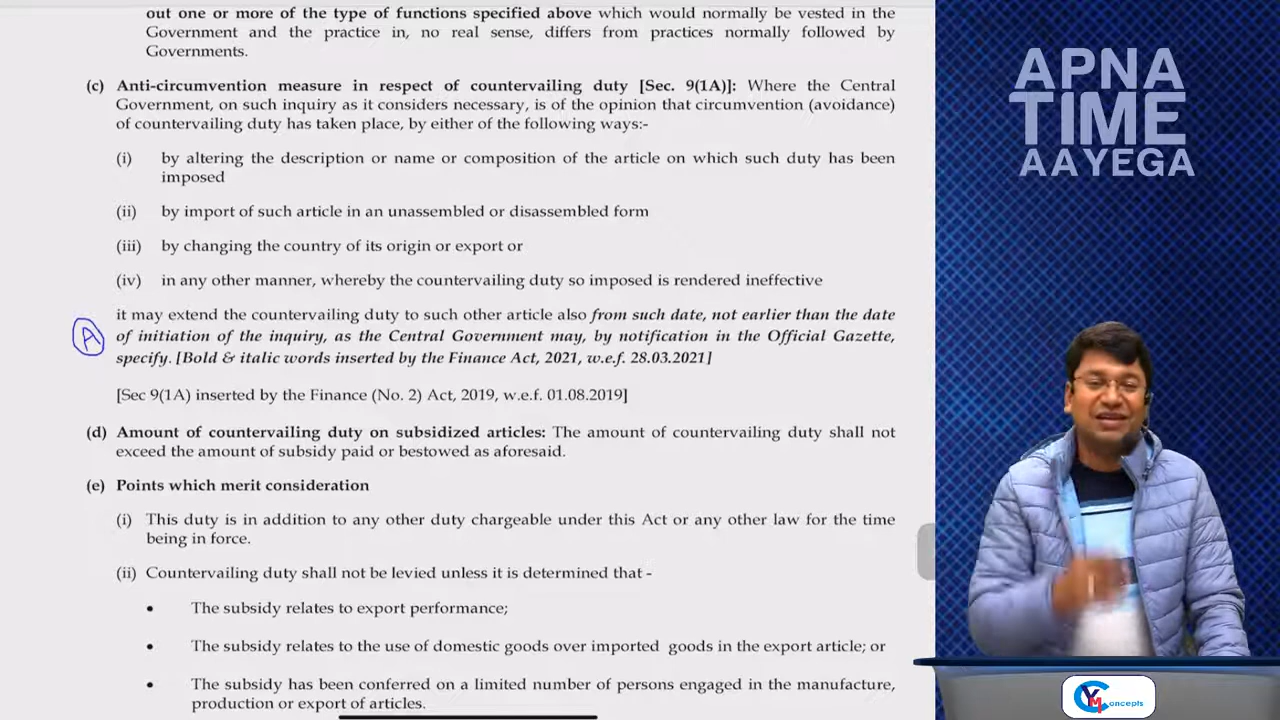 out one or more of the type of functions specified above which would normally be vested in the
Government and the practice in, no real sense, differs from practices normally followed by
Governments.
(c) Anti-circumvention measure in respect of countervailing duty [Sec. 9(1A)]: Where the Central
Government, on such inquiry as it considers necessary, is of the opinion that circumvention (avoidance)
of countervailing duty has taken place, by either of the following ways:-
(i) by altering the description or name or composition of the article on which such duty has been
imposed
(ii) by import of such article in an unassembled or disassembled form
(iii) by changing the country of its origin or export or
(iv) in any other manner, whereby the countervailing duty so imposed is rendered ineffective
it may extend the countervailing duty to such other article also from such date, not earlier than the date
A of initiation of the inquiry, as the Central Government may, by notification in the Official Gazette,
specify. [Bold & italic words inserted by the Finance Act, 2021, w.e.f. 28.03.2021]
[Sec 9(1A) inserted by the Finance (No. 2) Act, 2019, w.e.f. 01.08.2019]
(d) Amount of countervailing duty on subsidized articles: The amount of countervailing duty shall not
exceed the amount of subsidy paid or bestowed as aforesaid.
(e) Points which merit consideration
(i) This duty is in addition to any other duty chargeable under this Act or any other law for the time
being in force.
(ii) Countervailing duty shall not be levied unless it is determined that -
• The subsidy relates to export performance;
• The subsidy relates to the use of domestic goods over imported goods in the export article; or
• The subsidy has been conferred on a limited number of persons engaged in the manufacture,
production or export of articles.
APNA
TIME
AAYEGA
YM Concepts